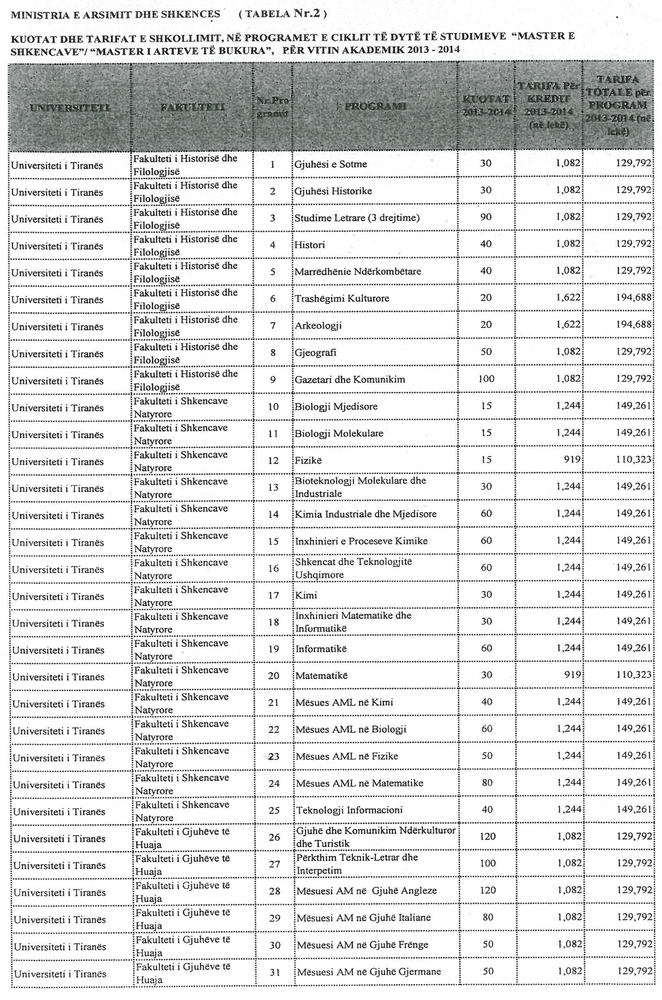 MINISTRIA E ARSIMIT DHE SHKENCES ( TABELA Nr.2 )
KUOTAT DHE TARIFAT E SHKOLLIMIT, NË PROGRAMET E CIKLIT TË DYTË TË STUDIMEVE “MASTER E
SHKENCAVE”/ “MASTER I ARTEVE TË BUKURA”, PËR VITIN AKADEMIK 2013 - 2014
UNIVERSITETI FAKULTETI Nr.Pro gramit PROGRAMI KUOTAT 2013-2014 TARIFA Për KREDIT 2013-2014 (në lekë) TARIFA TOTALE për PROGRAM 2013-2014 (në lekë)
Universiteti i Tiranës Fakulteti i Historisë dhe Filologjisë 1 Gjuhësi e Sotme 30 1,082 129,792
Universiteti i Tiranës Fakulteti i Historisë dhe Filologjisë 2 Gjuhësi Historike 30 1,082 129,792
Universiteti i Tiranës Fakulteti i Historisë dhe Filologjisë 3 Studime Letrare (3 drejtime) 90 1,082 129,792
Universiteti i Tiranës Fakulteti i Historisë dhe Filologjisë 4 Histori 40 1,082 129,792
Universiteti i Tiranës Fakulteti i Historisë dhe Filologjisë 5 Marrëdhënie Ndërkombëtare 40 1,082 129,792
Universiteti i Tiranës Fakulteti i Historisë dhe Filologjisë 6 Trashëgimi Kulturore 20 1,622 194,688
Universiteti i Tiranës Fakulteti i Historisë dhe Filologjisë 7 Arkeologji 20 1,622 194,688
Universiteti i Tiranës Fakulteti i Historisë dhe Filologjisë 8 Gjeografi 50 1,082 129,792
Universiteti i Tiranës Fakulteti i Historisë dhe Filologjisë 9 Gazetari dhe Komunikim 100 1,082 129,792
Universiteti i Tiranës Fakulteti i Shkencave Natyrore 10 Biologji Mjedisore 15 1,244 149,261
Universiteti i Tiranës Fakulteti i Shkencave Natyrore 11 Biologji Molekulare 15 1,244 149,261
Universiteti i Tiranës Fakulteti i Shkencave Natyrore 12 Fizikë 15 919 110,323
Universiteti i Tiranës Fakulteti i Shkencave Natyrore 13 Bioteknologji Molekulare dhe Industriale 30 1,244 149,261
Universiteti i Tiranës Fakulteti i Shkencave Natyrore 14 Kimia Industriale dhe Mjedisore 60 1,244 149,261
Universiteti i Tiranës Fakulteti i Shkencave Natyrore 15 Inxhinieri e Proceseve Kimike 60 1,244 149,261
Universiteti i Tiranës Fakulteti i Shkencave Natyrore 16 Shkencat dhe Teknologjitë Ushqimore 60 1,244 149,261
Universiteti i Tiranës Fakulteti i Shkencave Natyrore 17 Kimi 30 1,244 149,261
Universiteti i Tiranës Fakulteti i Shkencave Natyrore 18 Inxhinieri Matematike dhe Informatikë 30 1,244 149,261
Universiteti i Tiranës Fakulteti i Shkencave Natyrore 19 Informatikë 60 1,244 149,261
Universiteti i Tiranës Fakulteti i Shkencave Natyrore 20 Matematikë 30 919 110,323
Universiteti i Tiranës Fakulteti i Shkencave Natyrore 21 Mësues AML në Kimi 40 1,244 149,261
Universiteti i Tiranës Fakulteti i Shkencave Natyrore 22 Mësues AML në Biologji 60 1,244 149,261
Universiteti i Tiranës Fakulteti i Shkencave Natyrore 23 Mësues AML në Fizike 50 1,244 149,261
Universiteti i Tiranës Fakulteti i Shkencave Natyrore 24 Mësues AML në Matematike 80 1,244 149,261
Universiteti i Tiranës Fakulteti i Shkencave Natyrore 25 Teknologji Informacioni 40 1,244 149,261
Universiteti i Tiranës Fakulteti i Gjuhëve të Huaja 26 Gjuhë dhe Komunikim Ndërkulturor dhe Turistik 120 1,082 129,792
Universiteti i Tiranës Fakulteti i Gjuhëve të Huaja 27 Përkthim Teknik-Letrar dhe Interpetim 100 1,082 129,792
Universiteti i Tiranës Fakulteti i Gjuhëve të Huaja 28 Mësuesi AM në Gjuhë Angleze 120 1,082 129,792
Universiteti i Tiranës Fakulteti i Gjuhëve të Huaja 29 Mësuesi AM në Gjuhë Italiane 80 1,082 129,792
Universiteti i Tiranës Fakulteti i Gjuhëve të Huaja 30 Mësuesi AM në Gjuhë Frënge 50 1,082 129,792
Universiteti i Tiranës Fakulteti i Gjuhëve të Huaja 31 Mësuesi AM në Gjuhë Gjermane 50 1,082 129,792